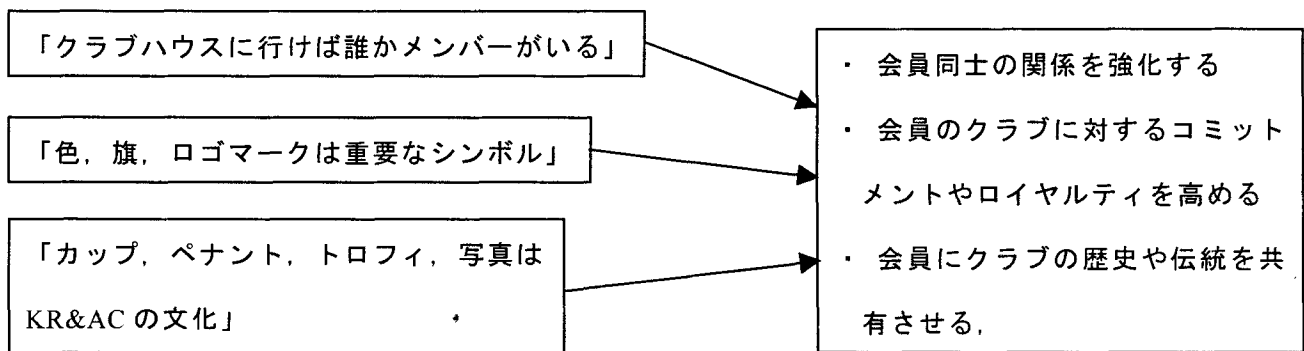 「クラブハウスに行けば誰かメンバーがいる」
「色，旗，ロゴマークは重要なシンボル」
「カップ，ペナント，トロフィ，写真は
KR&ACの文化」
・ 会員同士の関係を強化する
・ 会員のクラブに対するコミット
メントやロイヤルティを高める
・ 会員にクラブの歴史や伝統を共
有させる，